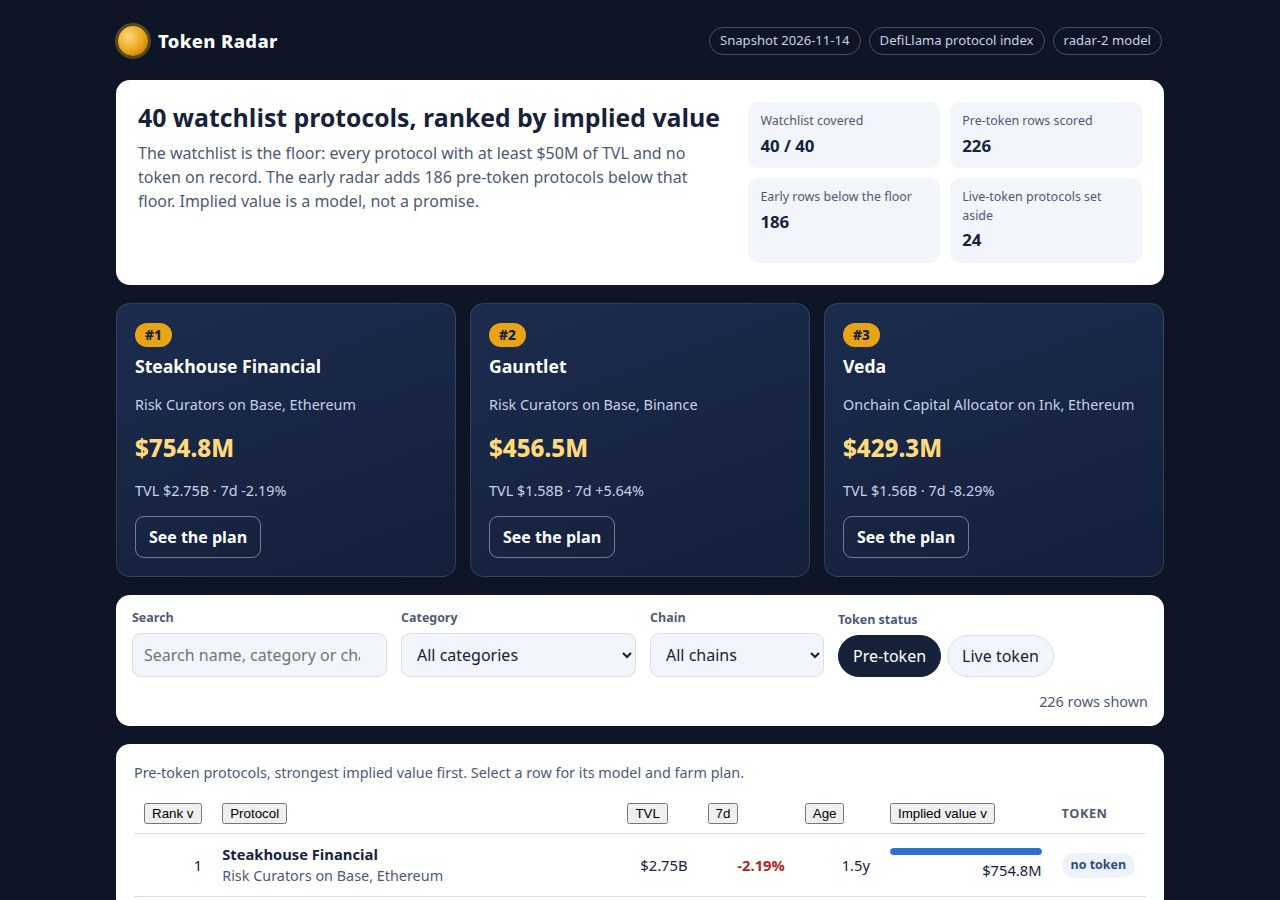 Token Radar
Snapshot 2026-11-14
DefiLlama protocol index
radar-2 model
40 watchlist protocols, ranked by implied value
The watchlist is the floor: every protocol with at least $50M of TVL and no
token on record. The early radar adds 186 pre-token protocols below that
floor. Implied value is a model, not a promise.
Watchlist covered
40 / 40
Pre-token rows scored
226
Early rows below the floor
186
Live-token protocols set
aside
24
#1
Steakhouse Financial
Risk Curators on Base, Ethereum
$754.8M
TVL $2.75B · 7d -2.19%
See the plan
#2
Gauntlet
Risk Curators on Base, Binance
$456.5M
TVL $1.58B · 7d +5.64%
See the plan
#3
Veda
Onchain Capital Allocator on Ink, Ethereum
$429.3M
TVL $1.56B · 7d -8.29%
See the plan
Search
Search name, category or cha
Category
All categories
Chain
All chains
Token status
Pre-token
Live token
226 rows shown
Pre-token protocols, strongest implied value first. Select a row for its model and farm plan.
Rank v Protocol TVL 7d Age Implied value v TOKEN
1 Steakhouse Financial $2.75B -2.19% 1.5y $754.8M no token
Risk Curators on Base, Ethereum